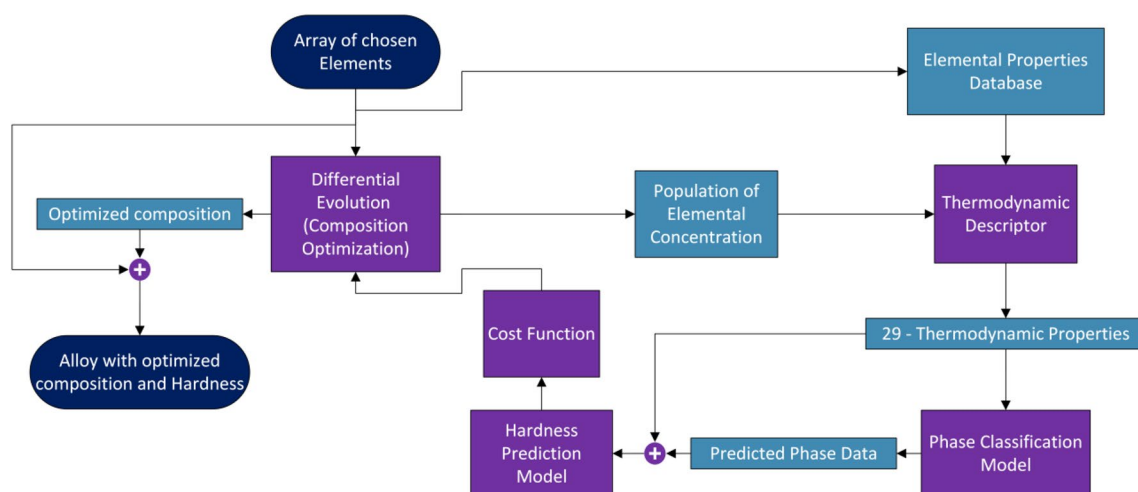 Array of chosen
Elements
Elemental Properties
Database
Differential
Evolution
(Composition
Optimization)
Population of
Elemental
Concentration
Thermodynamic
Descriptor
Optimized composition
+
Alloy with optimized
composition and Hardness
Cost Function
29 - Thermodynamic Properties
Hardness
Prediction
Model
+
Predicted Phase Data
Phase Classification
Model